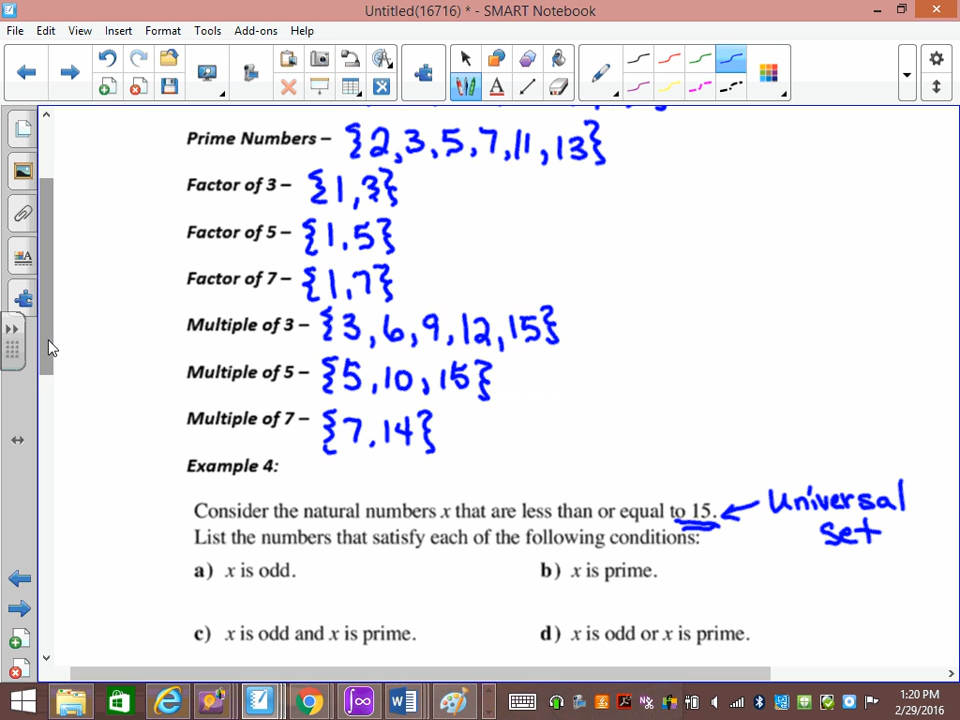 Untitled(16716) * - SMART Notebook
File Edit View Insert Format Tools Add-ons Help
Prime Numbers – {2,3,5,7,11,13}
Factor of 3 – {1,3}
Factor of 5 – {1,5}
Factor of 7 – {1,7}
Multiple of 3 – {3,6,9,12,15}
Multiple of 5 – {5,10,15}
Multiple of 7 – {7,14}
Example 4:
Consider the natural numbers x that are less than or equal to 15. ← Universal
List the numbers that satisfy each of the following conditions: set
a) x is odd. b) x is prime.
c) x is odd and x is prime. d) x is odd or x is prime.
1:20 PM
2/29/2016